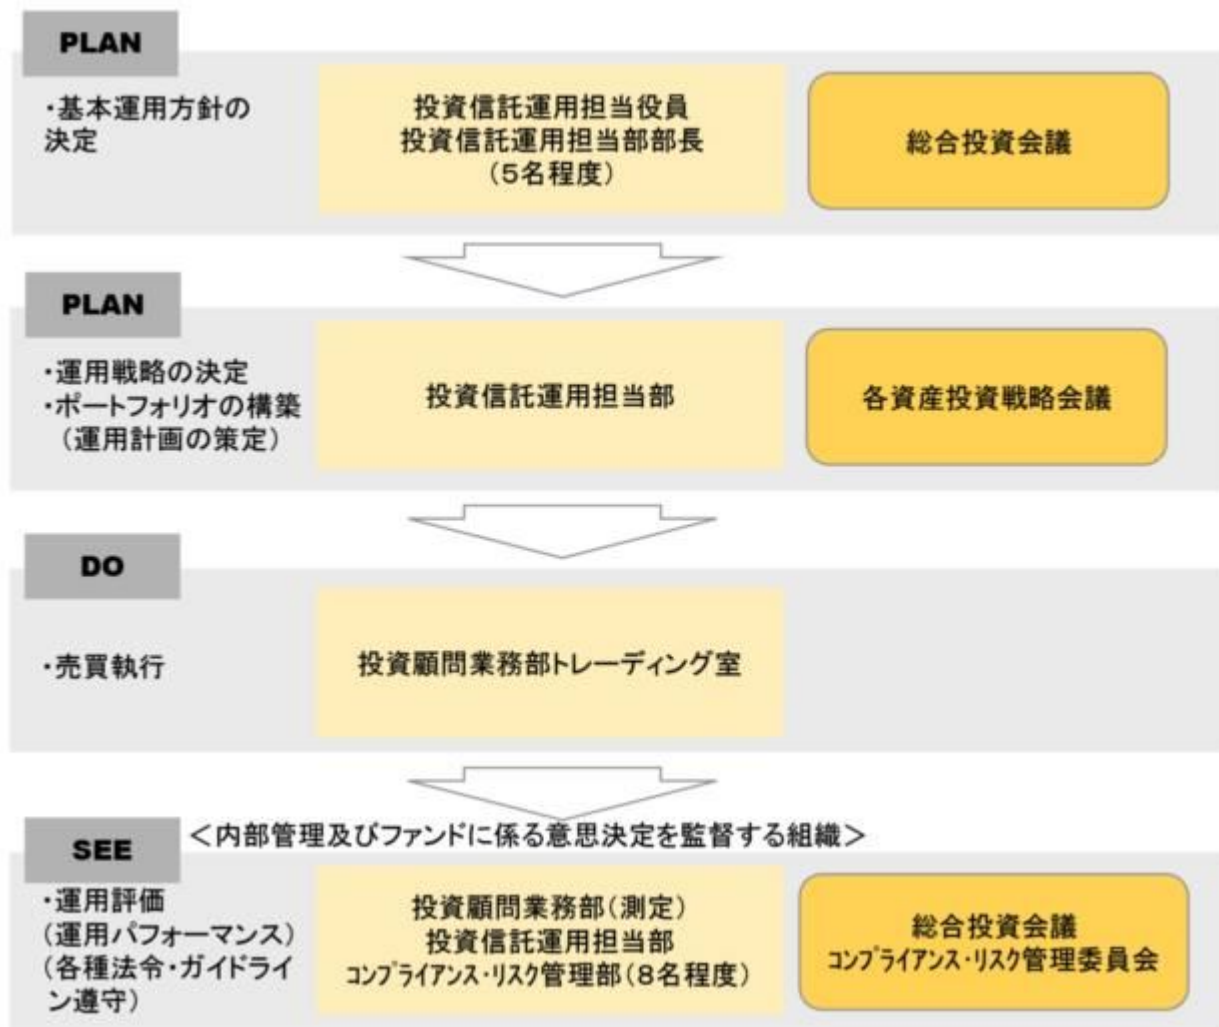 PLAN
・基本運用方針の
決定
投資信託運用担当役員
投資信託運用担当部部長
(5名程度)
総合投資会議
PLAN
・運用戦略の決定
・ポートフォリオの構築
(運用計画の策定)
投資信託運用担当部
各資産投資戦略会議
DO
・売買執行
投資顧問業務部トレーディング室
SEE
<内部管理及びファンドに係る意思決定を監督する組織>
・運用評価
(運用パフォーマンス)
(各種法令・ガイドライ
ン遵守)
投資顧問業務部(測定)
投資信託運用担当部
コンプライアンス・リスク管理部(8名程度)
総合投資会議
コンプライアンス・リスク管理委員会